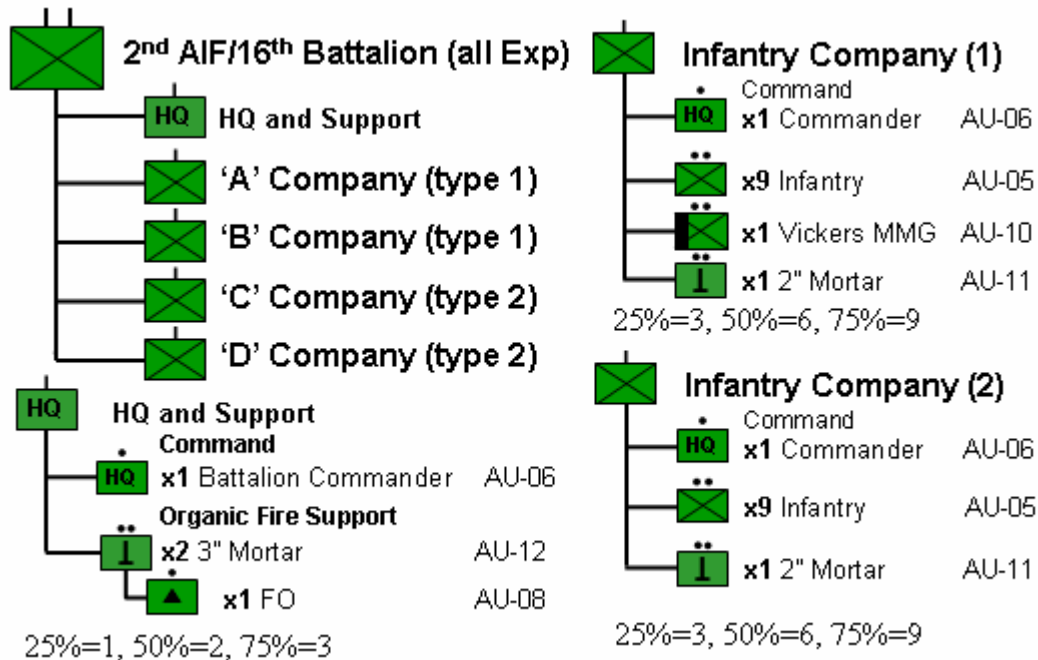 2nd AIF/16th Battalion (all Exp)
HQ HQ and Support
'A' Company (type 1)
'B' Company (type 1)
'C' Company (type 2)
'D' Company (type 2)
HQ HQ and Support
Command
HQ x1 Battalion Commander AU-06
Organic Fire Support
x2 3" Mortar AU-12
x1 FO AU-08
25%=1, 50%=2, 75%=3
Infantry Company (1)
Command
HQ x1 Commander AU-06
x9 Infantry AU-05
x1 Vickers MMG AU-10
x1 2" Mortar AU-11
25%=3, 50%=6, 75%=9
Infantry Company (2)
Command
HQ x1 Commander AU-06
x9 Infantry AU-05
x1 2" Mortar AU-11
25%=3, 50%=6, 75%=9